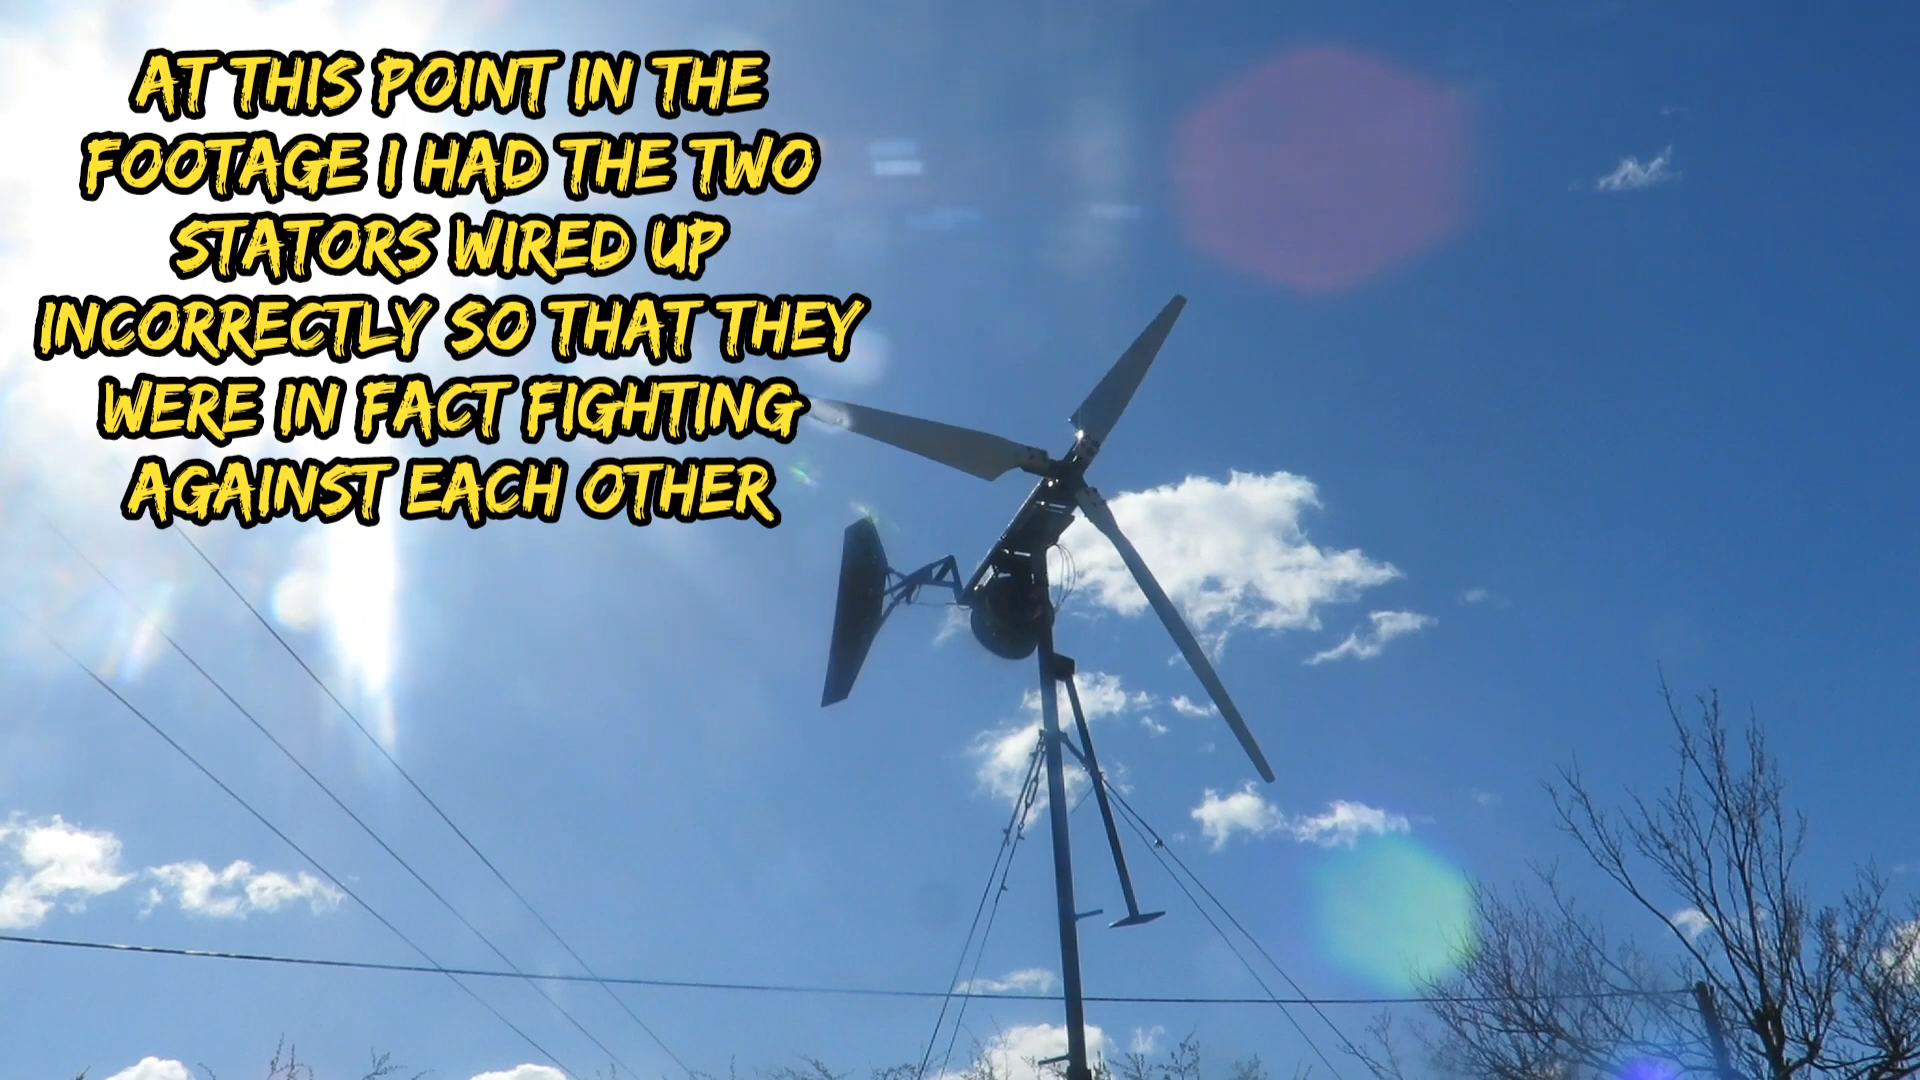 AT THIS POINT IN THE
FOOTAGE I HAD THE TWO
STATORS WIRED UP
INCORRECTLY SO THAT THEY
WERE IN FACT FIGHTING
AGAINST EACH OTHER